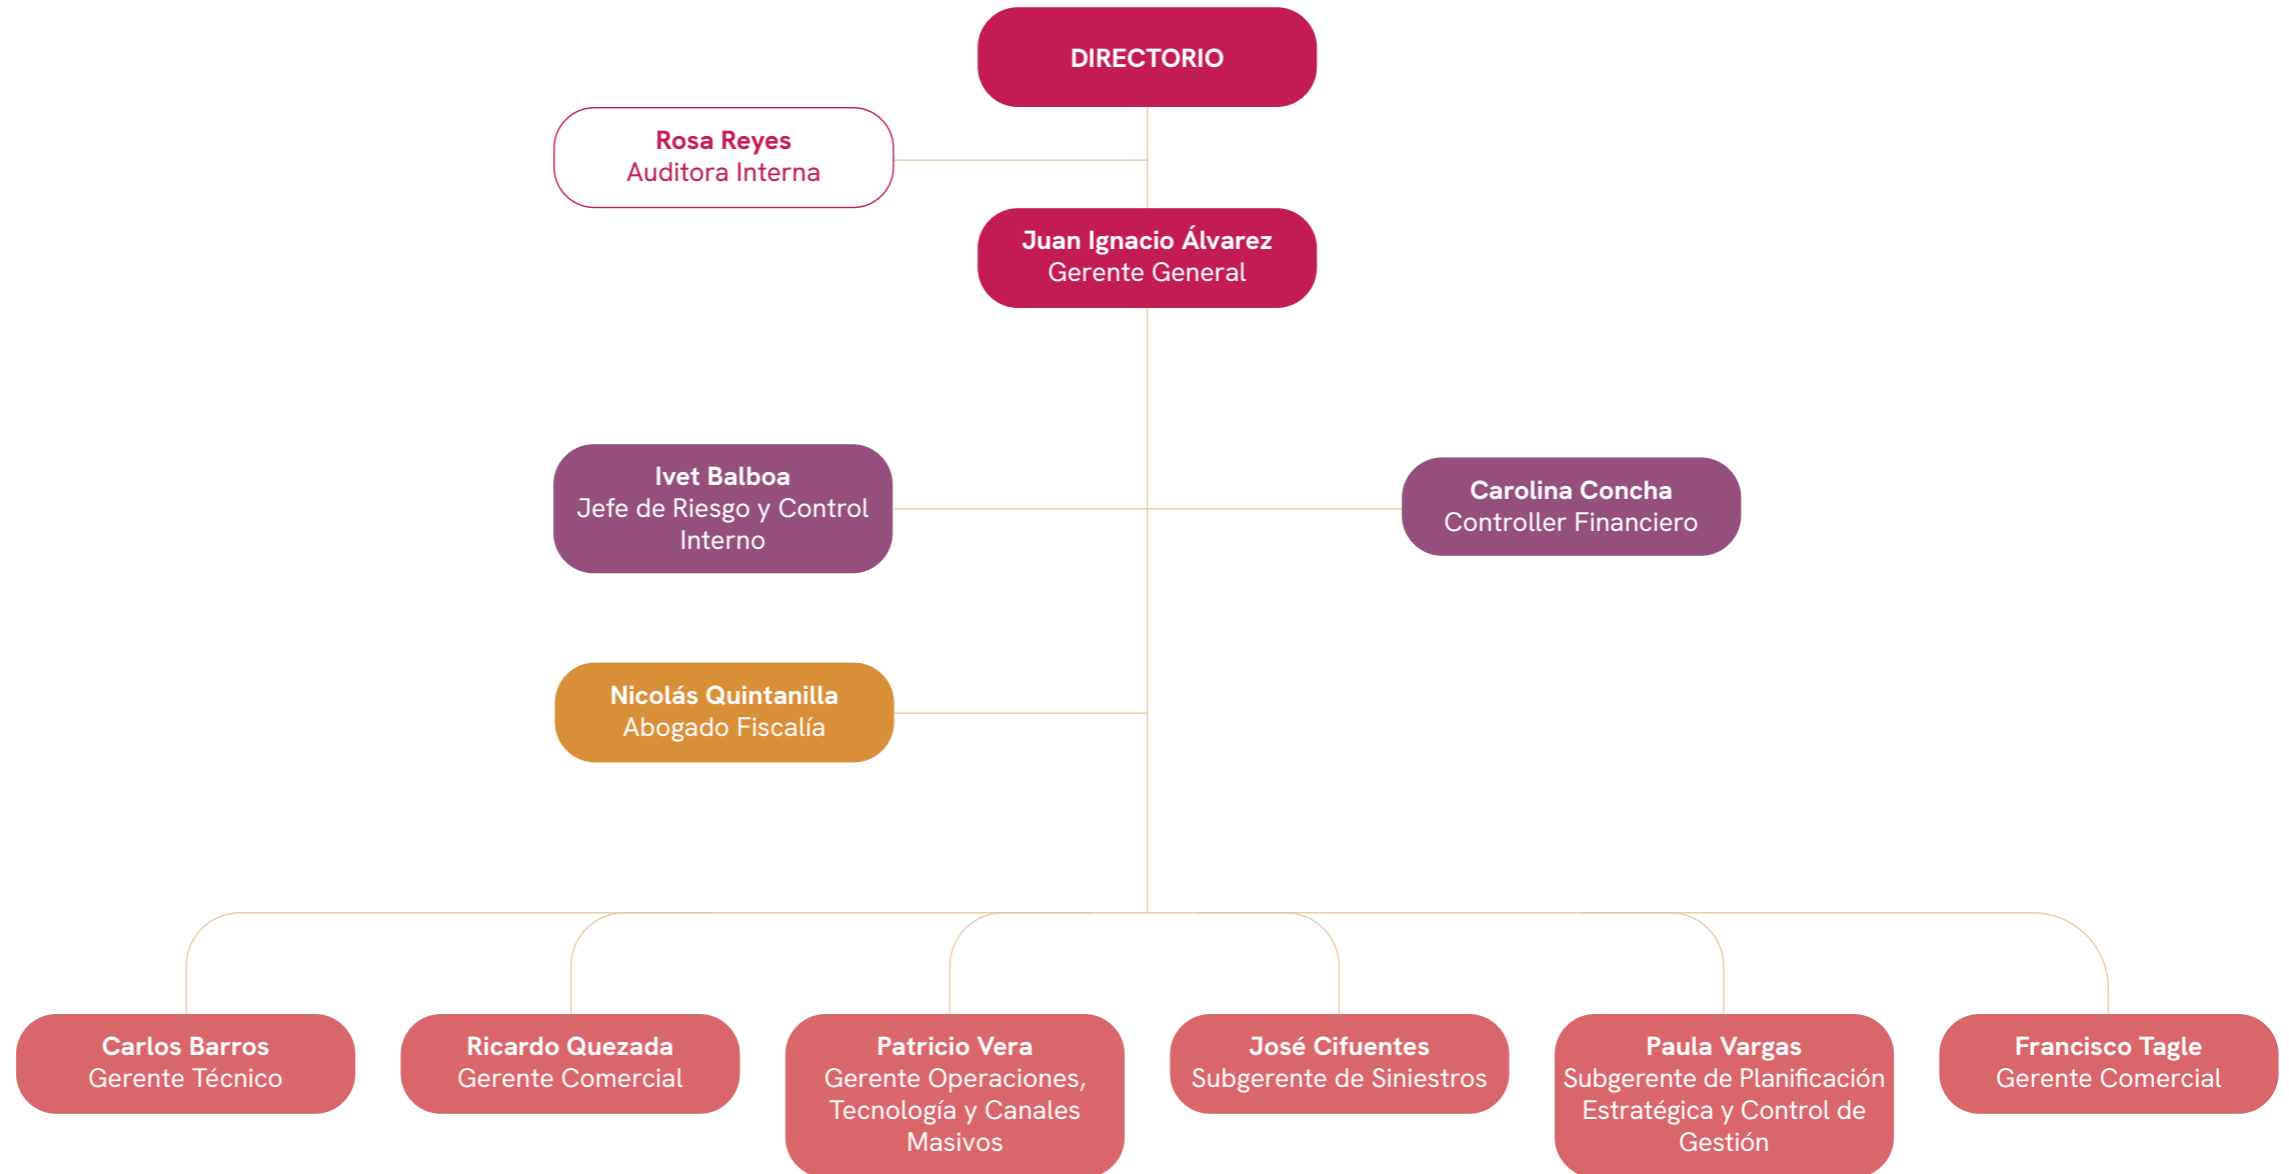 DIRECTORIO
Rosa Reyes
Auditora Interna
Juan Ignacio Álvarez
Gerente General
Ivet Balboa
Jefe de Riesgo y Control
Interno
Carolina Concha
Controller Financiero
Nicolás Quintanilla
Abogado Fiscalía
Carlos Barros
Gerente Técnico
Ricardo Quezada
Gerente Comercial
Patricio Vera
Gerente Operaciones,
Tecnología y Canales
Masivos
José Cifuentes
Subgerente de Siniestros
Paula Vargas
Subgerente de Planificación
Estratégica y Control de
Gestión
Francisco Tagle
Gerente Comercial